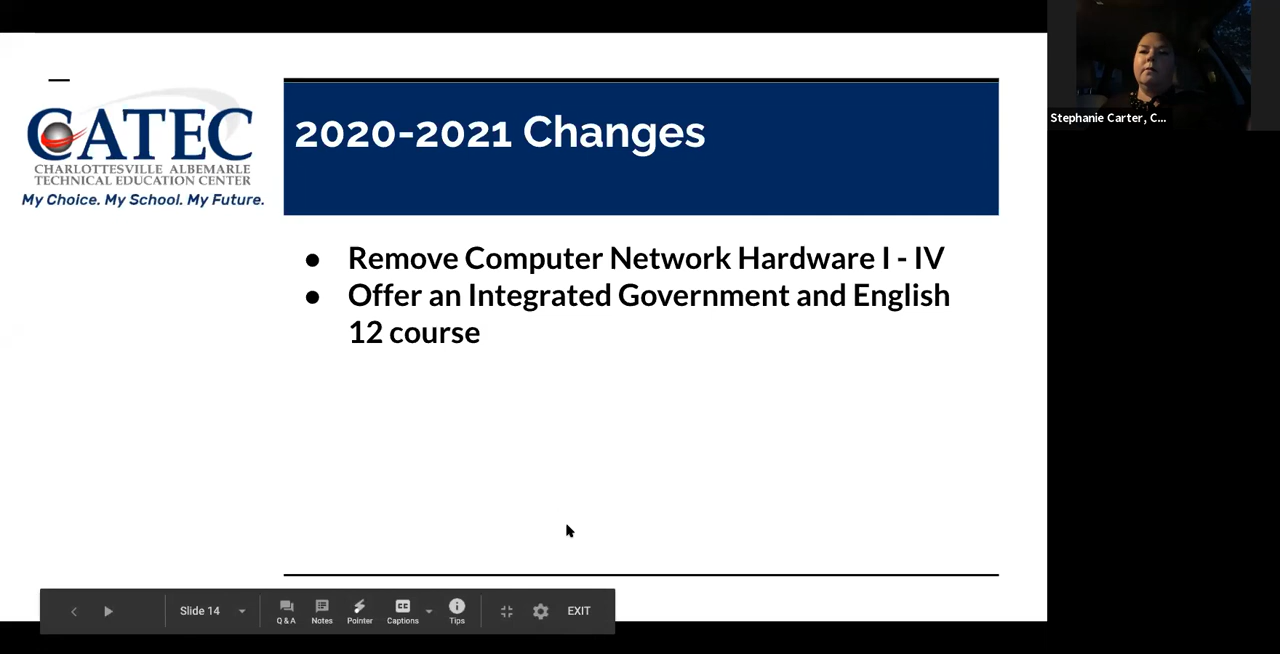 CATEC
CHARLOTTESVILLE ALBEMARLE
TECHNICAL EDUCATION CENTER
My Choice. My School. My Future.
2020-2021 Changes
● Remove Computer Network Hardware I - IV
● Offer an Integrated Government and English
12 course
Stephanie Carter, C...
Slide 14
Q & A
Notes
Pointer
CC
Captions
Tips
EXIT